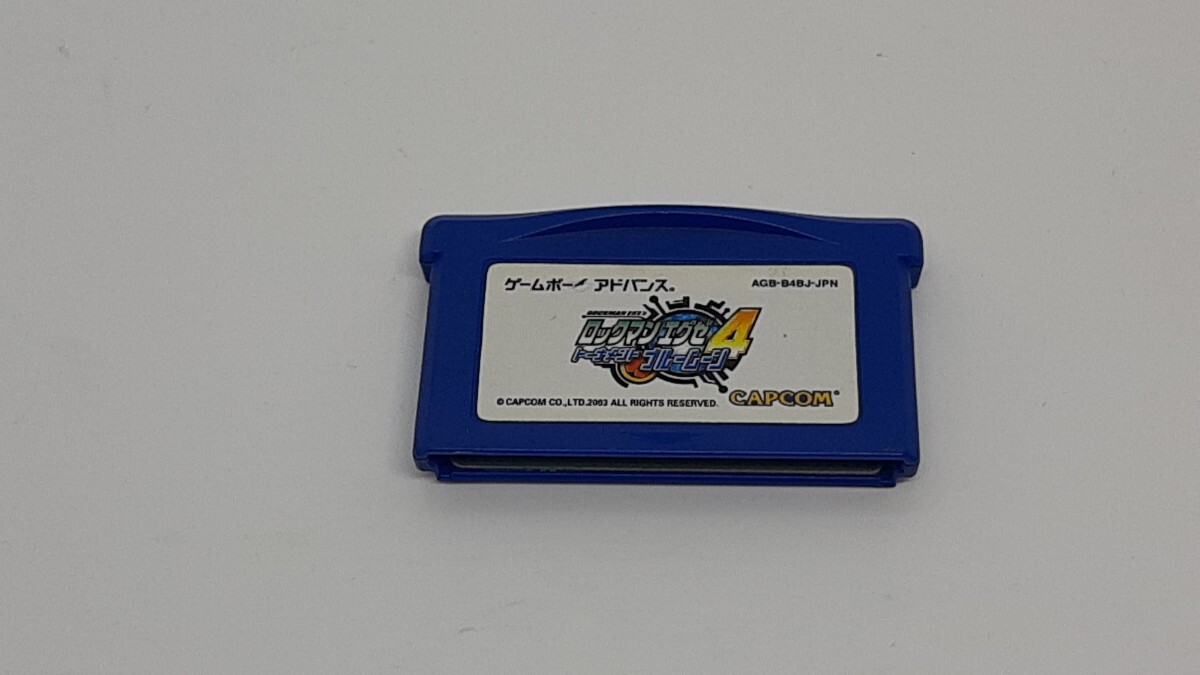 ゲームボーイ アドバンス®
AGB-B4BJ-JPN
ROCKMAN EXE 4
ロックマンエグゼ4
トーナメント ブルームーン
© CAPCOM CO.,LTD.2003 ALL RIGHTS RESERVED.
CAPCOM®